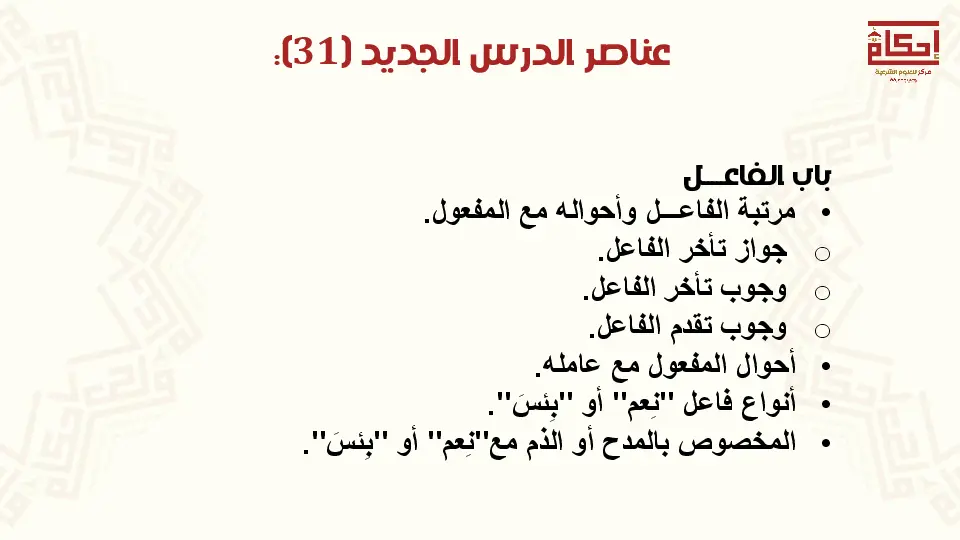 عناصر الدرس الجديد (31):
إحكام
مركز للعلوم الشرعية
باب الفاعـــل
• مرتبة الفاعـــل وأحواله مع المفعول.
o جواز تأخر الفاعل.
o وجوب تأخر الفاعل.
o وجوب تقدم الفاعل.
• أحوال المفعول مع عامله.
• أنواع فاعل "نِعم" أو "بِئسَ".
• المخصوص بالمدح أو الذم مع"نِعم" أو "بِئسَ".